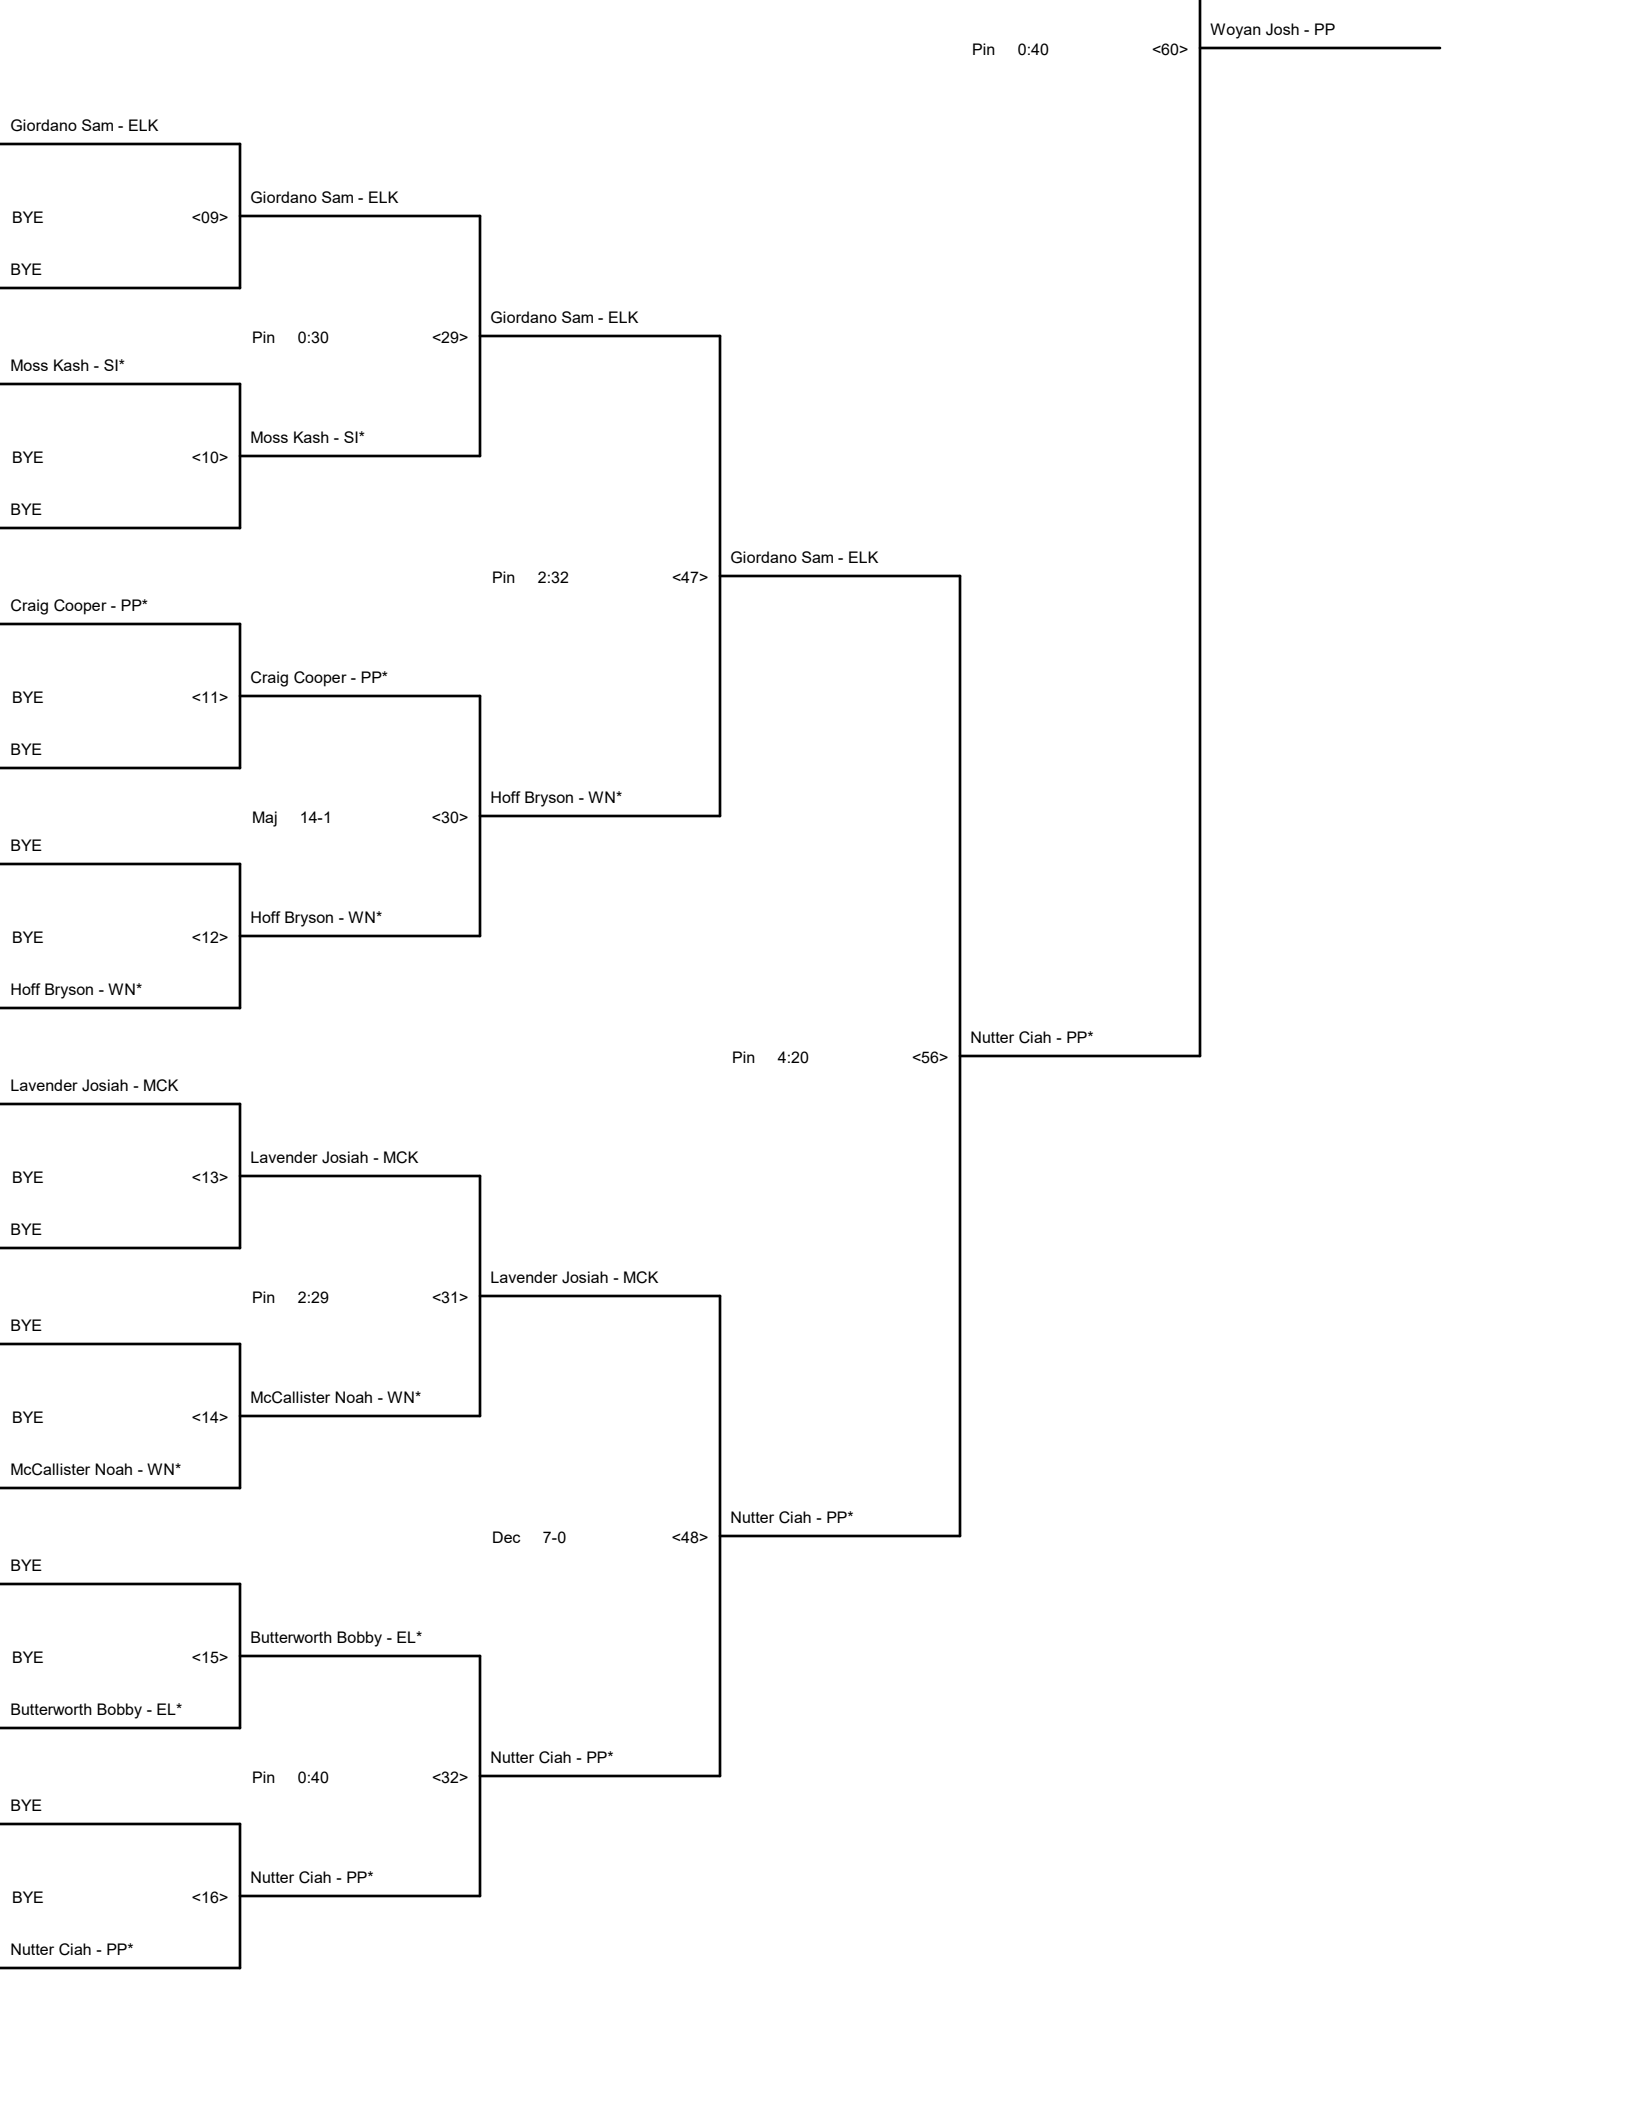 Woyan Josh - PP
Pin 0:40 <60>
Giordano Sam - ELK
Giordano Sam - ELK
BYE <09>
BYE
Giordano Sam - ELK
Pin 0:30 <29>
Moss Kash - SI*
Moss Kash - SI*
BYE <10>
BYE
Giordano Sam - ELK
Pin 2:32 <47>
Craig Cooper - PP*
Craig Cooper - PP*
BYE <11>
BYE
Hoff Bryson - WN*
Maj 14-1 <30>
BYE
Hoff Bryson - WN*
BYE <12>
Hoff Bryson - WN*
Nutter Ciah - PP*
Pin 4:20 <56>
Lavender Josiah - MCK
Lavender Josiah - MCK
BYE <13>
BYE
Lavender Josiah - MCK
Pin 2:29 <31>
BYE
McCallister Noah - WN*
BYE <14>
McCallister Noah - WN*
Nutter Ciah - PP*
Dec 7-0 <48>
BYE
Butterworth Bobby - EL*
BYE <15>
Butterworth Bobby - EL*
Nutter Ciah - PP*
Pin 0:40 <32>
BYE
Nutter Ciah - PP*
BYE <16>
Nutter Ciah - PP*